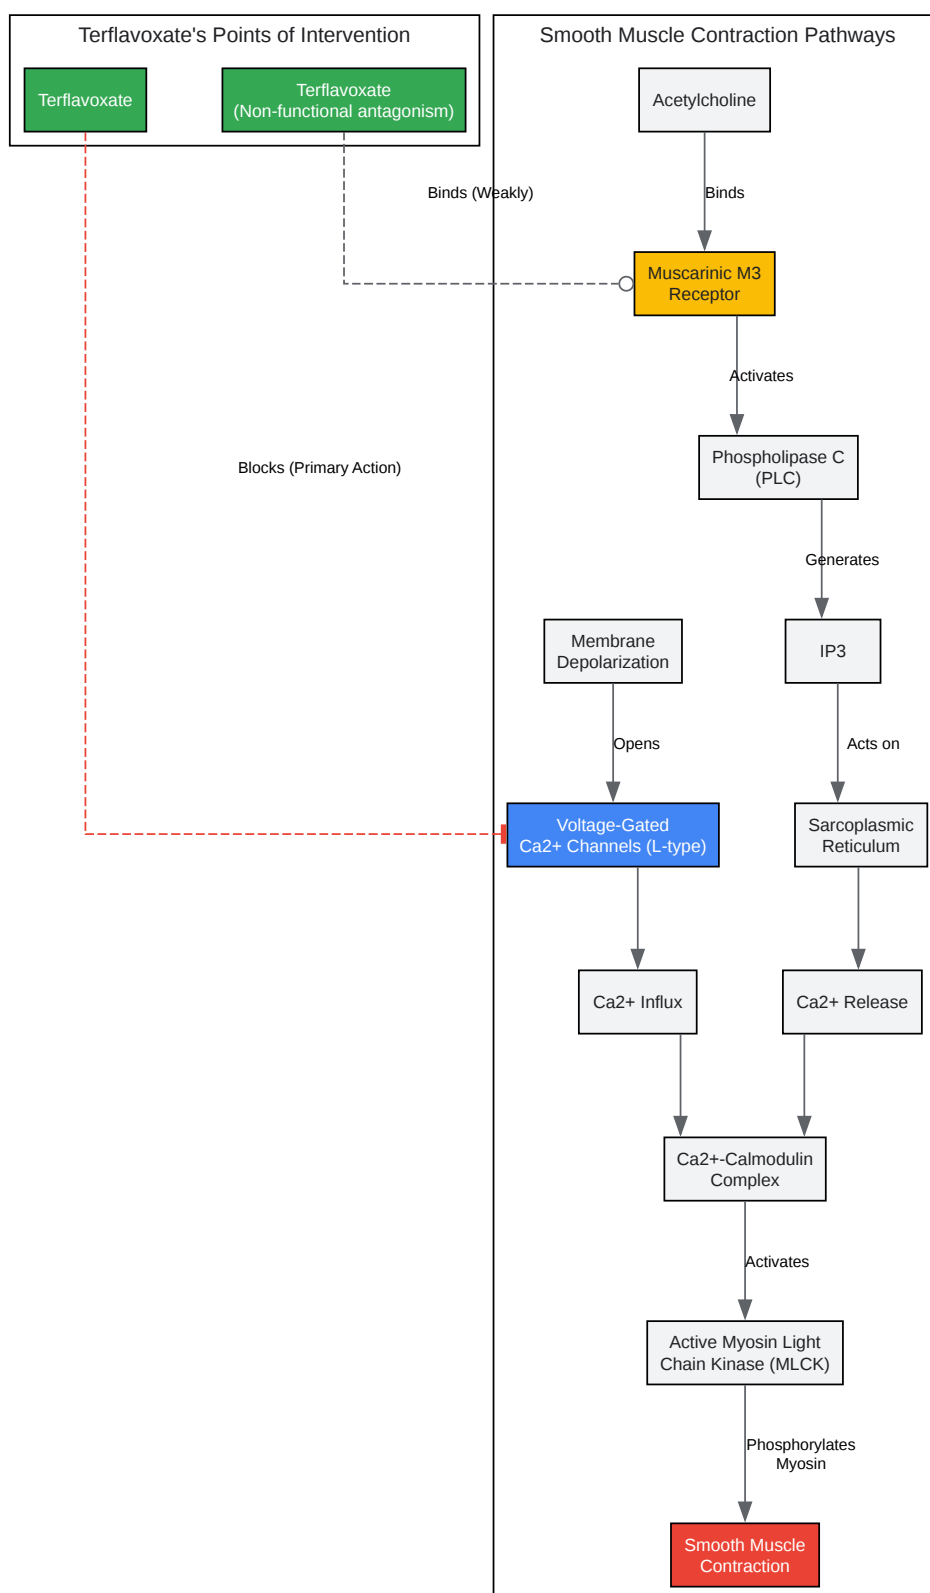 Terflavoxate's Points of Intervention
Terflavoxate
Terflavoxate
(Non-functional antagonism)
Smooth Muscle Contraction Pathways
Acetylcholine
Binds (Weakly)
Binds
Muscarinic M3
Receptor
Activates
Phospholipase C
(PLC)
Blocks (Primary Action)
Generates
Membrane
Depolarization
IP3
Opens
Acts on
Voltage-Gated
Ca2+ Channels (L-type)
Sarcoplasmic
Reticulum
Ca2+ Influx
Ca2+ Release
Ca2+-Calmodulin
Complex
Activates
Active Myosin Light
Chain Kinase (MLCK)
Phosphorylates
Myosin
Smooth Muscle
Contraction